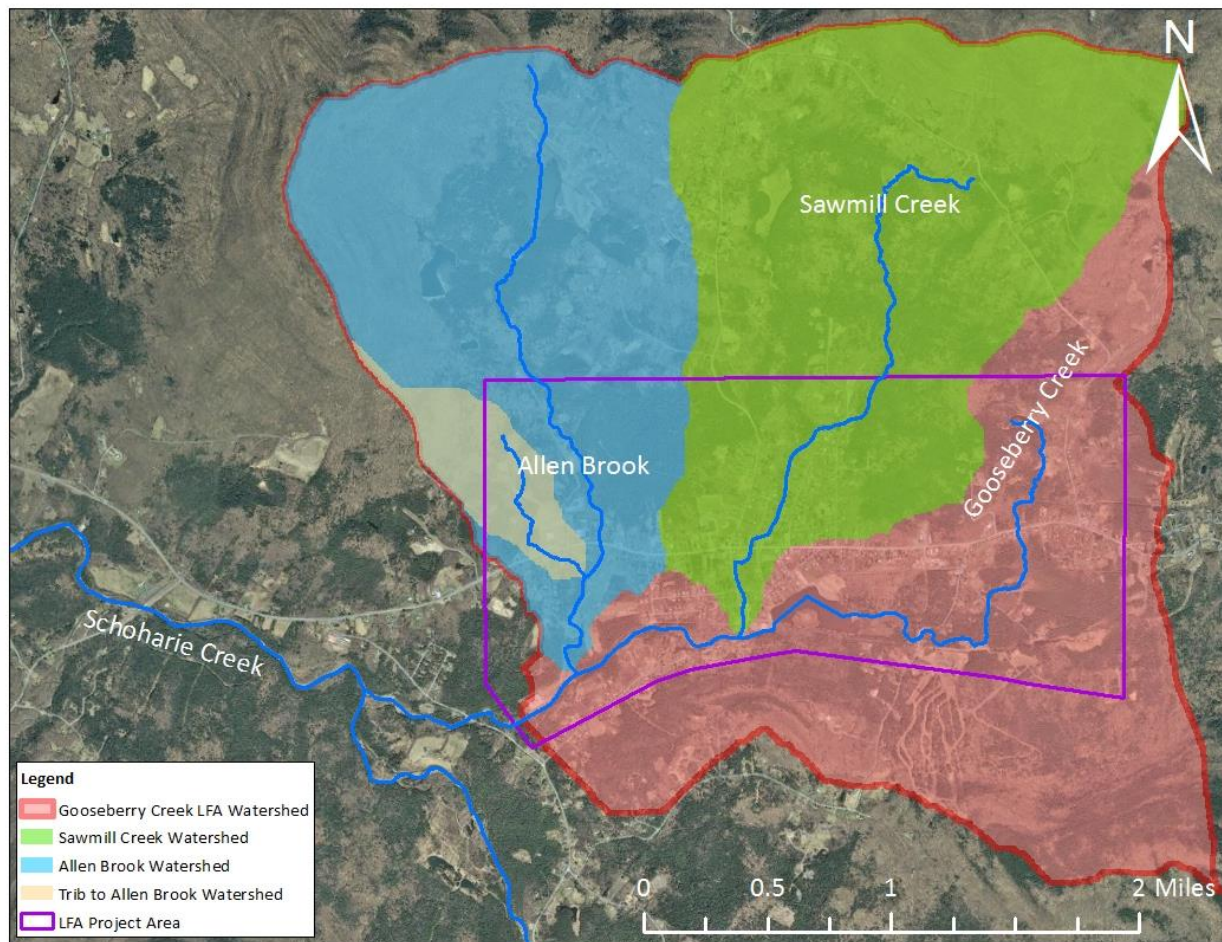 N
Sawmill Creek
Gooseberry Creek
Allen Brook
Schoharie Creek
Legend
Gooseberry Creek LFA Watershed
Sawmill Creek Watershed
Allen Brook Watershed
Trib to Allen Brook Watershed
LFA Project Area
0 0.5 1 2 Miles